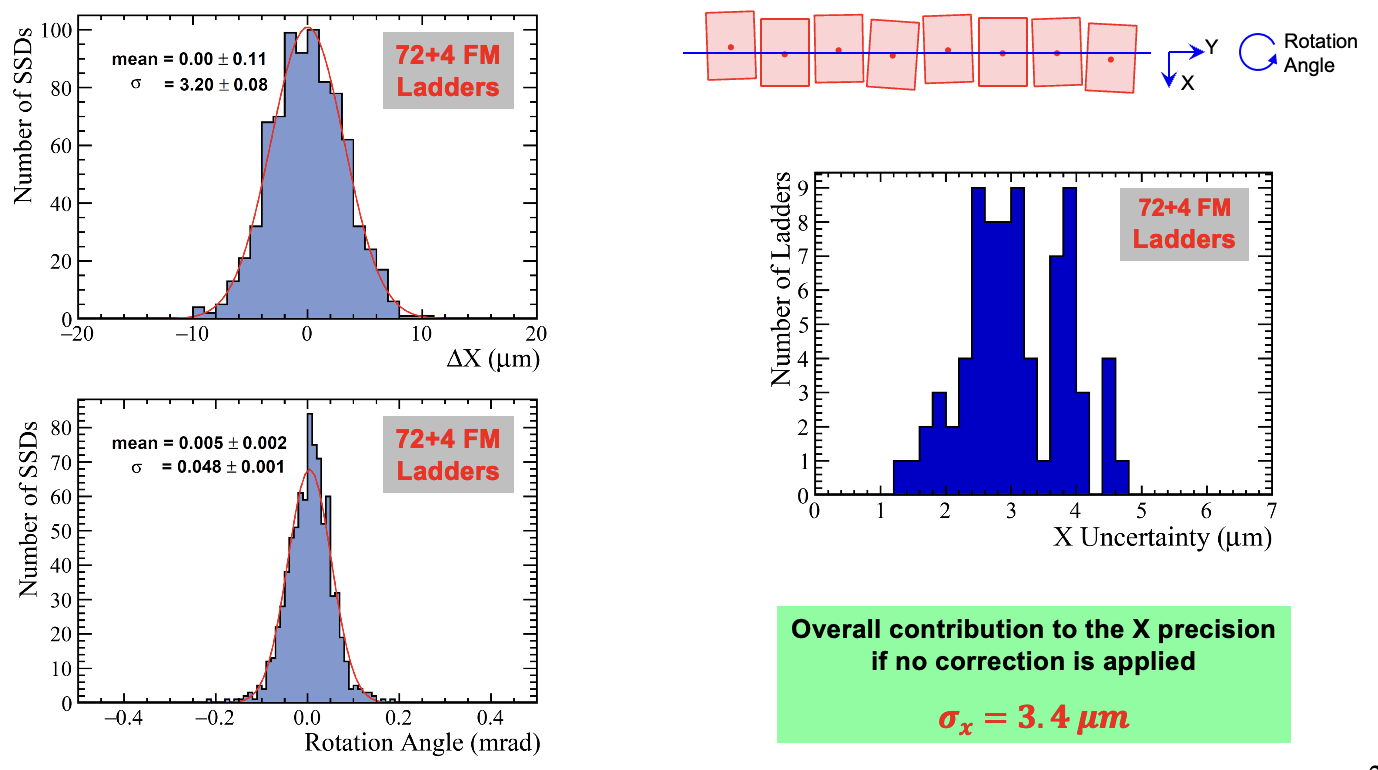 Number of SSDs
100
80
60
40
20
0
mean = 0.00 ± 0.11
σ = 3.20 ± 0.08
72+4 FM
Ladders
−20
−10
0
10
20
ΔX (μm)
Number of SSDs
80
70
60
50
40
30
20
10
0
mean = 0.005 ± 0.002
σ = 0.048 ± 0.001
72+4 FM
Ladders
−0.4
−0.2
0.0
0.2
0.4
Rotation Angle (mrad)
Y
X
Rotation
Angle
Number of Ladders
9
8
7
6
5
4
3
2
1
0
72+4 FM
Ladders
0
1
2
3
4
5
6
7
X Uncertainty (μm)
Overall contribution to the X precision
if no correction is applied
σₓ = 3.4 μm